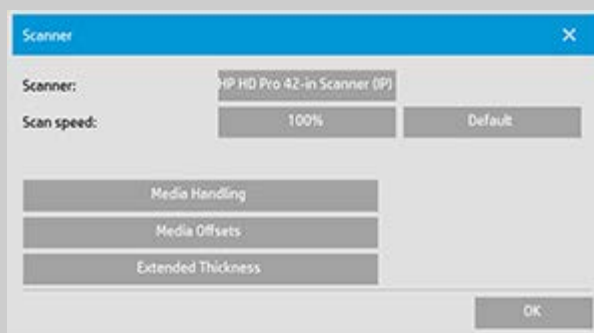 Scanner
Scanner: HP HD Pro 42-in Scanner (IP)
Scan speed: 100% Default
Media Handling
Media Offsets
Extended Thickness
OK